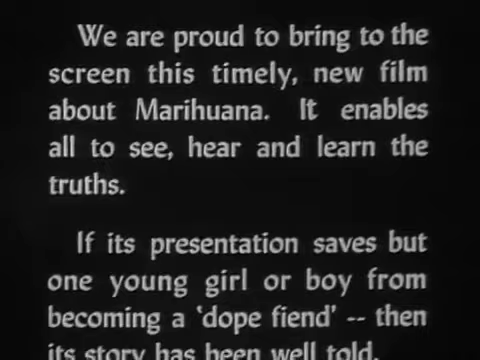 We are proud to bring to the
screen this timely, new film
about Marihuana. It enables
all to see, hear and learn the
truths.
If its presentation saves but
one young girl or boy from
becoming a 'dope fiend' -- then
its story has been well told.